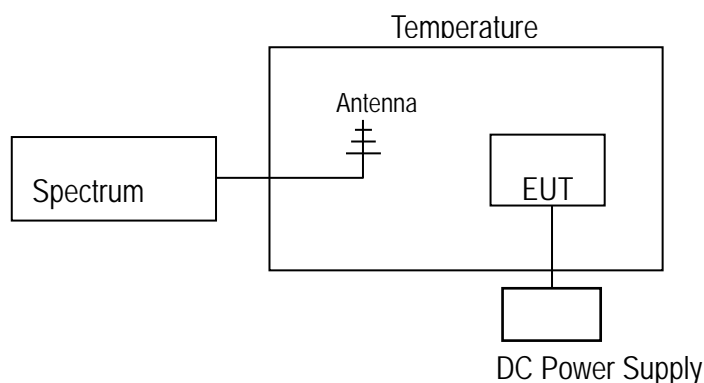 Temperature
Antenna
Spectrum
EUT
DC Power Supply